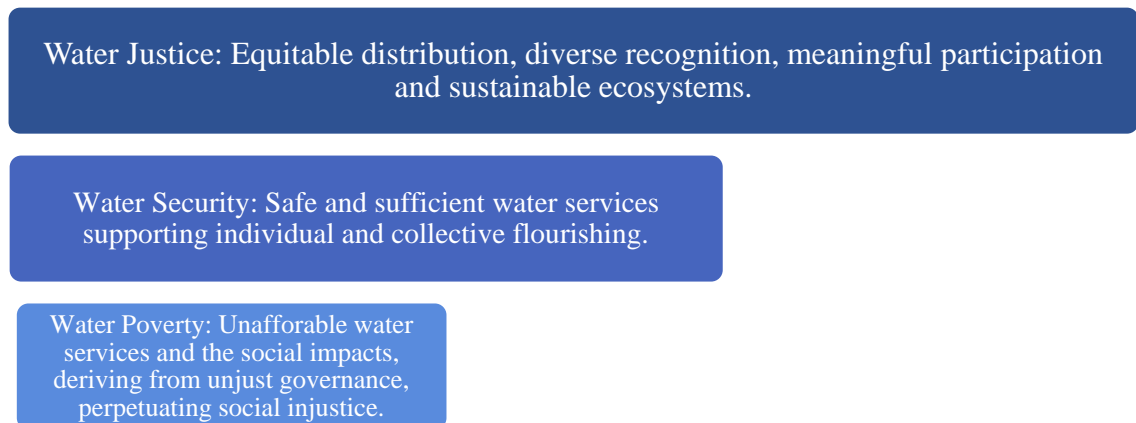 Water Justice: Equitable distribution, diverse recognition, meaningful participation
and sustainable ecosystems.
Water Security: Safe and sufficient water services
supporting individual and collective flourishing.
Water Poverty: Unafforable water
services and the social impacts,
deriving from unjust governance,
perpetuating social injustice.